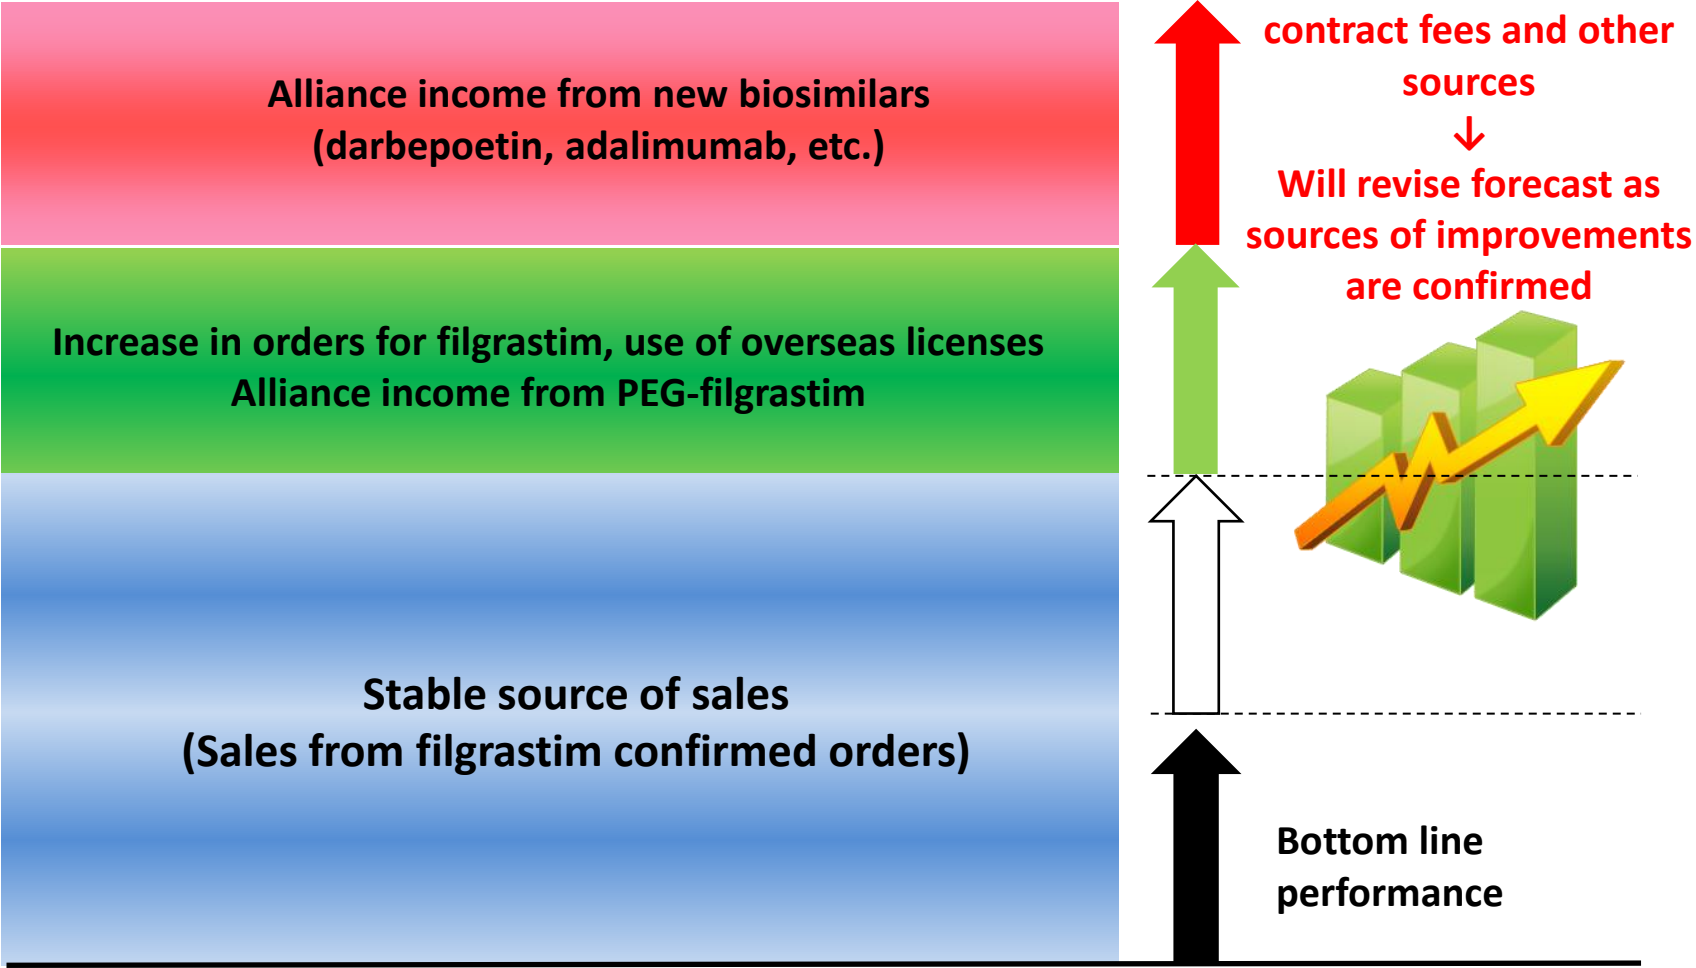 Alliance income from new biosimilars
(darbepoetin, adalimumab, etc.)
contract fees and other
sources
↓
Will revise forecast as
sources of improvements
are confirmed
Increase in orders for filgrastim, use of overseas licenses
Alliance income from PEG-filgrastim
Stable source of sales
(Sales from filgrastim confirmed orders)
Bottom line
performance